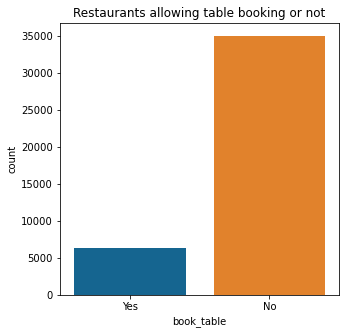 Restaurants allowing table booking or not
35000
30000
25000
20000
15000
10000
5000
0
count
Yes No
book_table